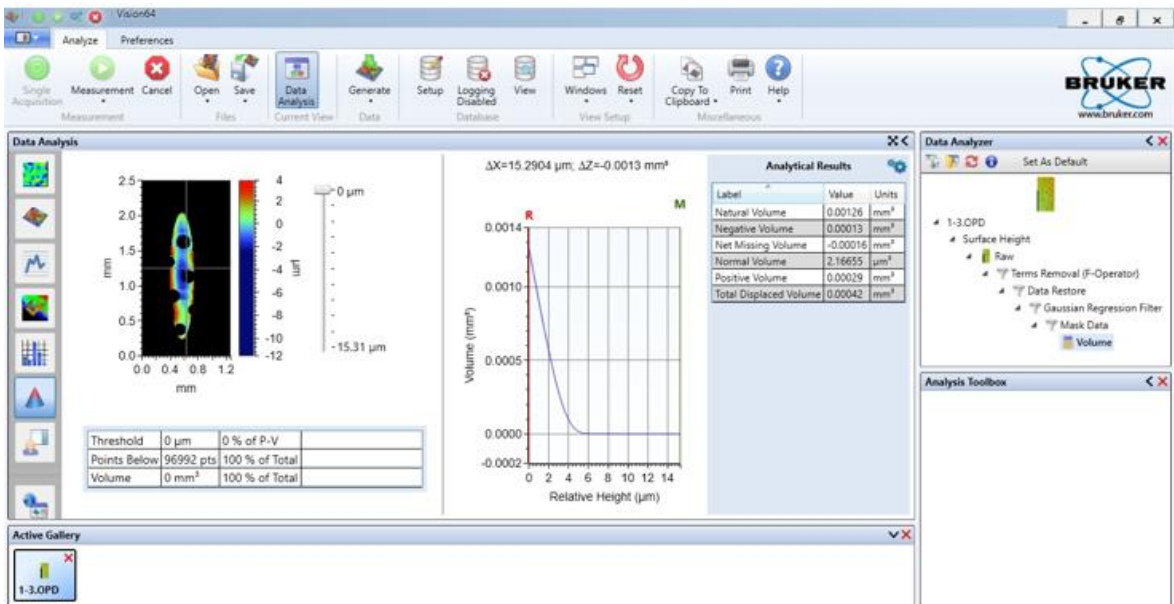 Vision64
Analyze Preferences
Single Acquisition
Measurement
Cancel
Open
Save
Data Analysis
Generate
Setup
Logging Disabled
View
Windows
Reset
Copy To Clipboard
Print
Help
Measurement
Files
Current View
Data
Database
View Setup
Miscellaneous
BRUKER
www.bruker.com
Data Analysis
2.5
2.0
1.5
1.0
0.5
0.0
mm
0.0 0.4 0.8 1.2
mm
4
2
0
-2
-4
-6
-8
-10
-12
µm
0 µm
-15.31 µm
Threshold 0 µm 0 % of P-V
Points Below 96992 pts 100 % of Total
Volume 0 mm³ 100 % of Total
ΔX=15.2904 µm; ΔZ=-0.0013 mm³
R
M
0.0014
0.0010
0.0005
0.0000
-0.0002
Volume (mm³)
0 2 4 6 8 10 12 14
Relative Height (µm)
Analytical Results
Label Value Units
Natural Volume 0.00126 mm³
Negative Volume 0.00013 mm³
Net Missing Volume -0.00016 mm³
Normal Volume 2.16655 µm³
Positive Volume 0.00029 mm³
Total Displaced Volume 0.00042 mm³
Data Analyzer
Set As Default
1-3.OPD
Surface Height
Raw
Terms Removal (F-Operator)
Data Restore
Gaussian Regression Filter
Mask Data
Volume
Analysis Toolbox
Active Gallery
1-3.OPD